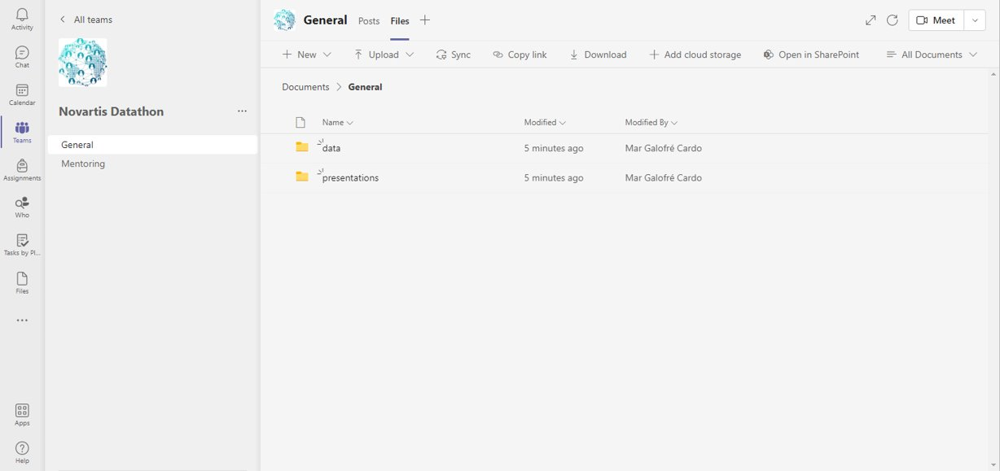 Activity
Chat
Calendar
Teams
Assignments
Who
Tasks by Pl...
Files
Apps
Help
All teams
Novartis Datathon
General
Mentoring
General Posts Files
Meet
New Upload Sync Copy link Download Add cloud storage Open in SharePoint All Documents
Documents > General
Name Modified Modified By
data 5 minutes ago Mar Galofré Cardo
presentations 5 minutes ago Mar Galofré Cardo